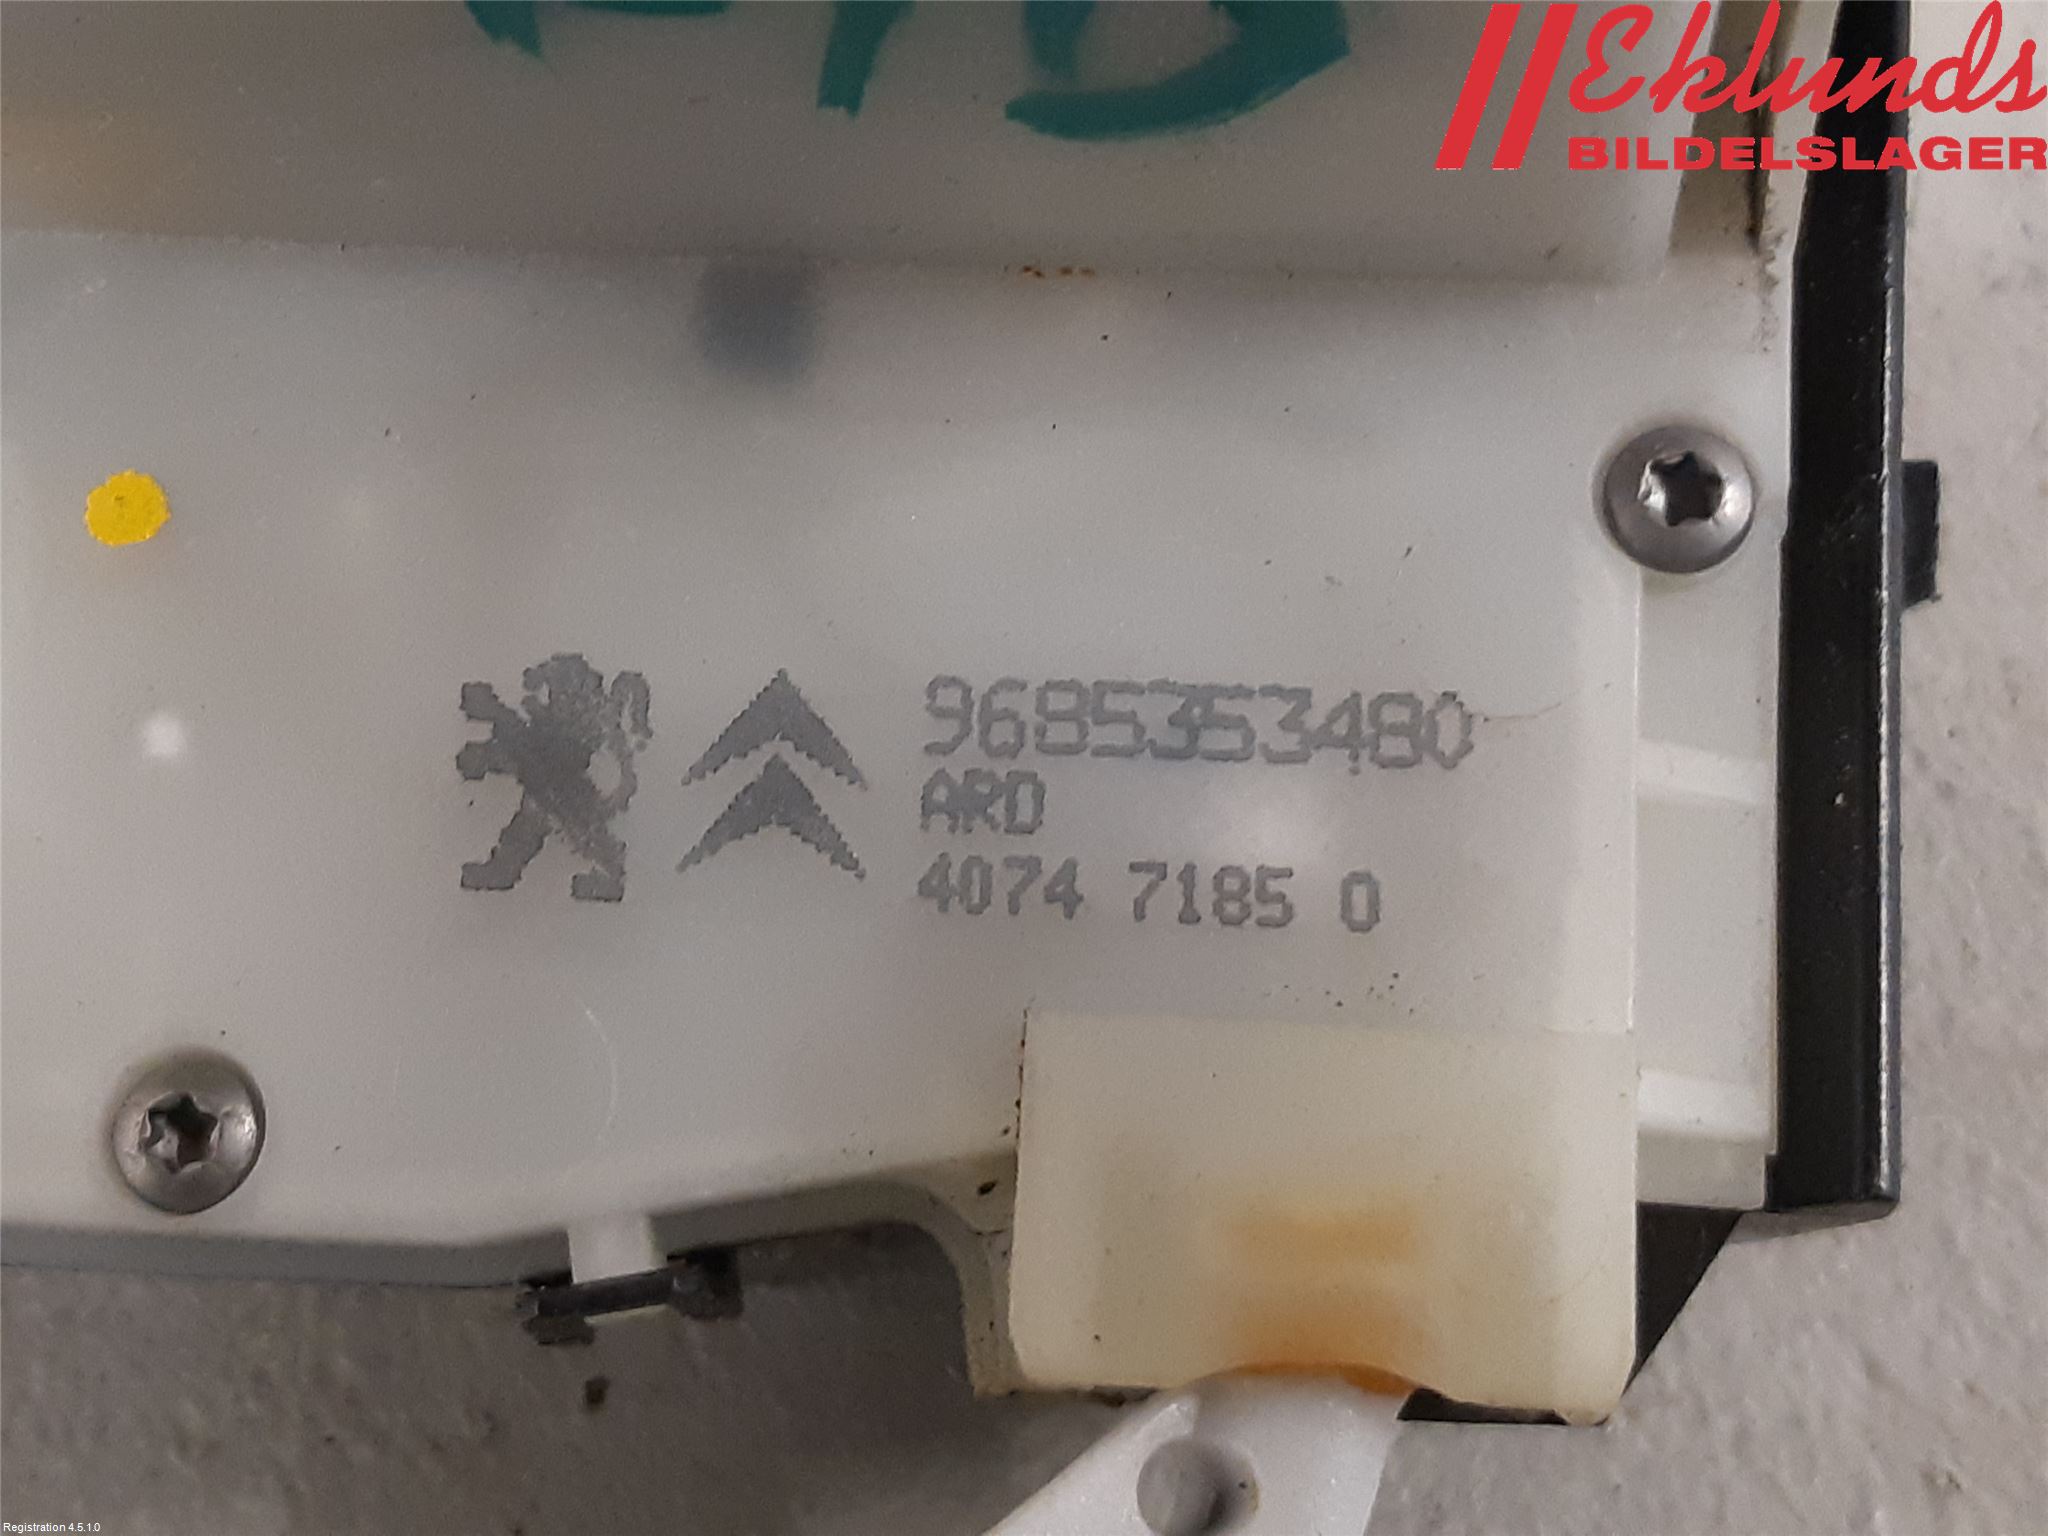 Eklunds
BILDELSLAGER
9685353480
ARD
4074 7185 0
Registration 4.5.1.0